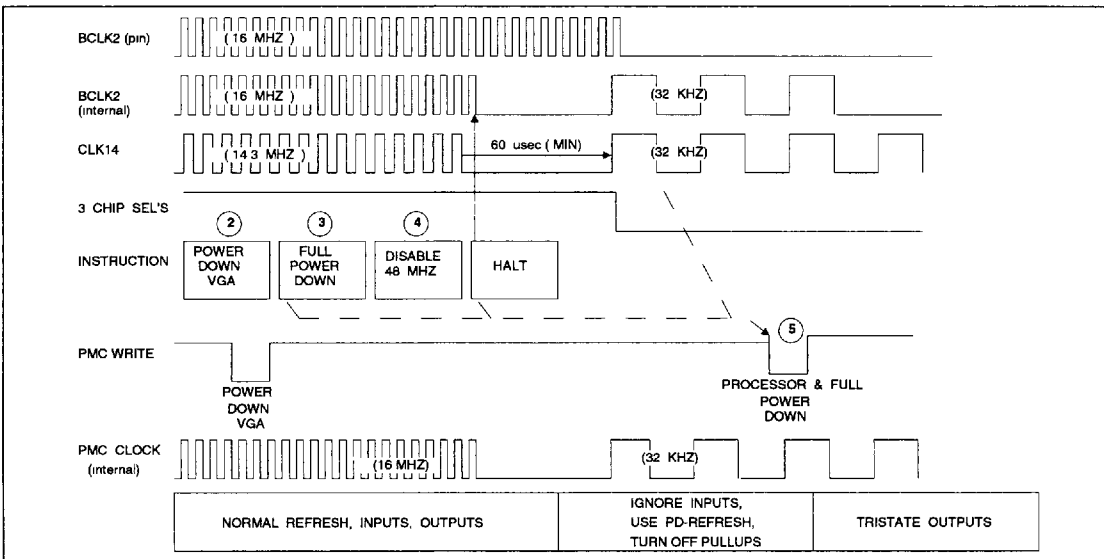 BCLK2 (pin)
( 16 MHZ )
BCLK2
(internal)
( 16 MHZ )
(32 KHZ)
CLK14
( 14 3 MHZ )
60 usec ( MIN)
(32 KHZ)
3 CHIP SEL'S
2
3
4
INSTRUCTION
POWER
DOWN
VGA
FULL
POWER
DOWN
DISABLE
48 MHZ
HALT
5
PMC WRITE
POWER
DOWN
VGA
PROCESSOR & FULL
POWER
DOWN
PMC CLOCK
(internal)
(16 MHZ)
(32 KHZ)
NORMAL REFRESH, INPUTS, OUTPUTS
IGNORE INPUTS,
USE PD-REFRESH,
TURN OFF PULLUPS
TRISTATE OUTPUTS